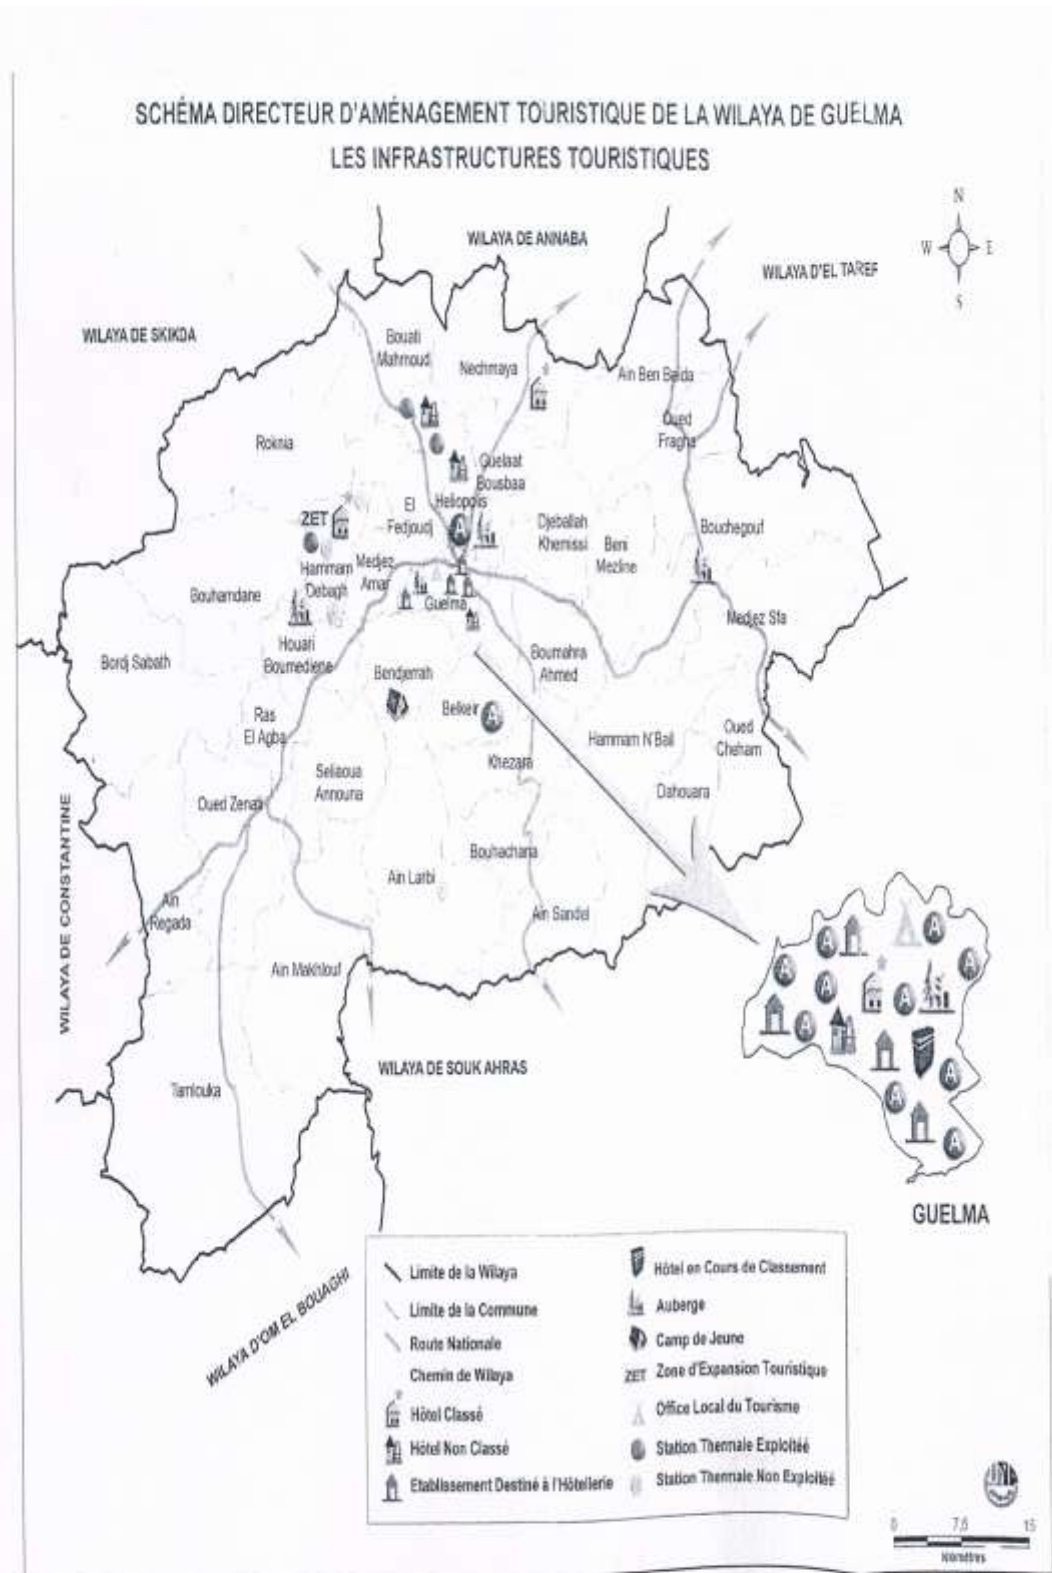 SCHÉMA DIRECTEUR D'AMÉNAGEMENT TOURISTIQUE DE LA WILAYA DE GUELMA
LES INFRASTRUCTURES TOURISTIQUES
N
W E
S
WILAYA DE ANNABA
WILAYA D'EL TAREF
WILAYA DE SKIKDA
Bouati
Mahmoud
Nechmaya
Ain Ben Beida
Oued
Fragha
Roknia
Guelaat
Bousbaa
Heliopolis
El
Fedjoudj
A
Djeballah
Khemissi
Beni
Mezline
Bouchegouf
ZET
Hammam
Debagh
Medjez
Amar
Guelma
Bouhamdane
Medjez Sfa
Houari
Boumediene
Bordj Sabath
Boumahra
Ahmed
Bendjerrah
Belkeir
A
Ras
El Agba
Hammam N'Bail
Oued
Cheham
Khezara
Sellaoua
Announa
Dahouara
Oued Zenati
Bouhachana
Ain Larbi
Ain
Regada
Ain Sandel
Ain Makhlouf
WILAYA DE CONSTANTINE
WILAYA DE SOUK AHRAS
Tamlouka
WILAYA D'OM EL BOUAGHI
A
A
A
A
A
A
A
A
A
A
GUELMA
Limite de la Wilaya
Limite de la Commune
Route Nationale
Chemin de Wilaya
Hôtel Classé
Hôtel Non Classé
Etablissement Destiné à l'Hôtellerie
Hôtel en Cours de Classement
Auberge
Camp de Jeune
ZET Zone d'Expansion Touristique
Office Local du Tourisme
Station Thermale Exploitéé
Station Thermale Non Exploitéé
0 7,5 15
Kilomètres